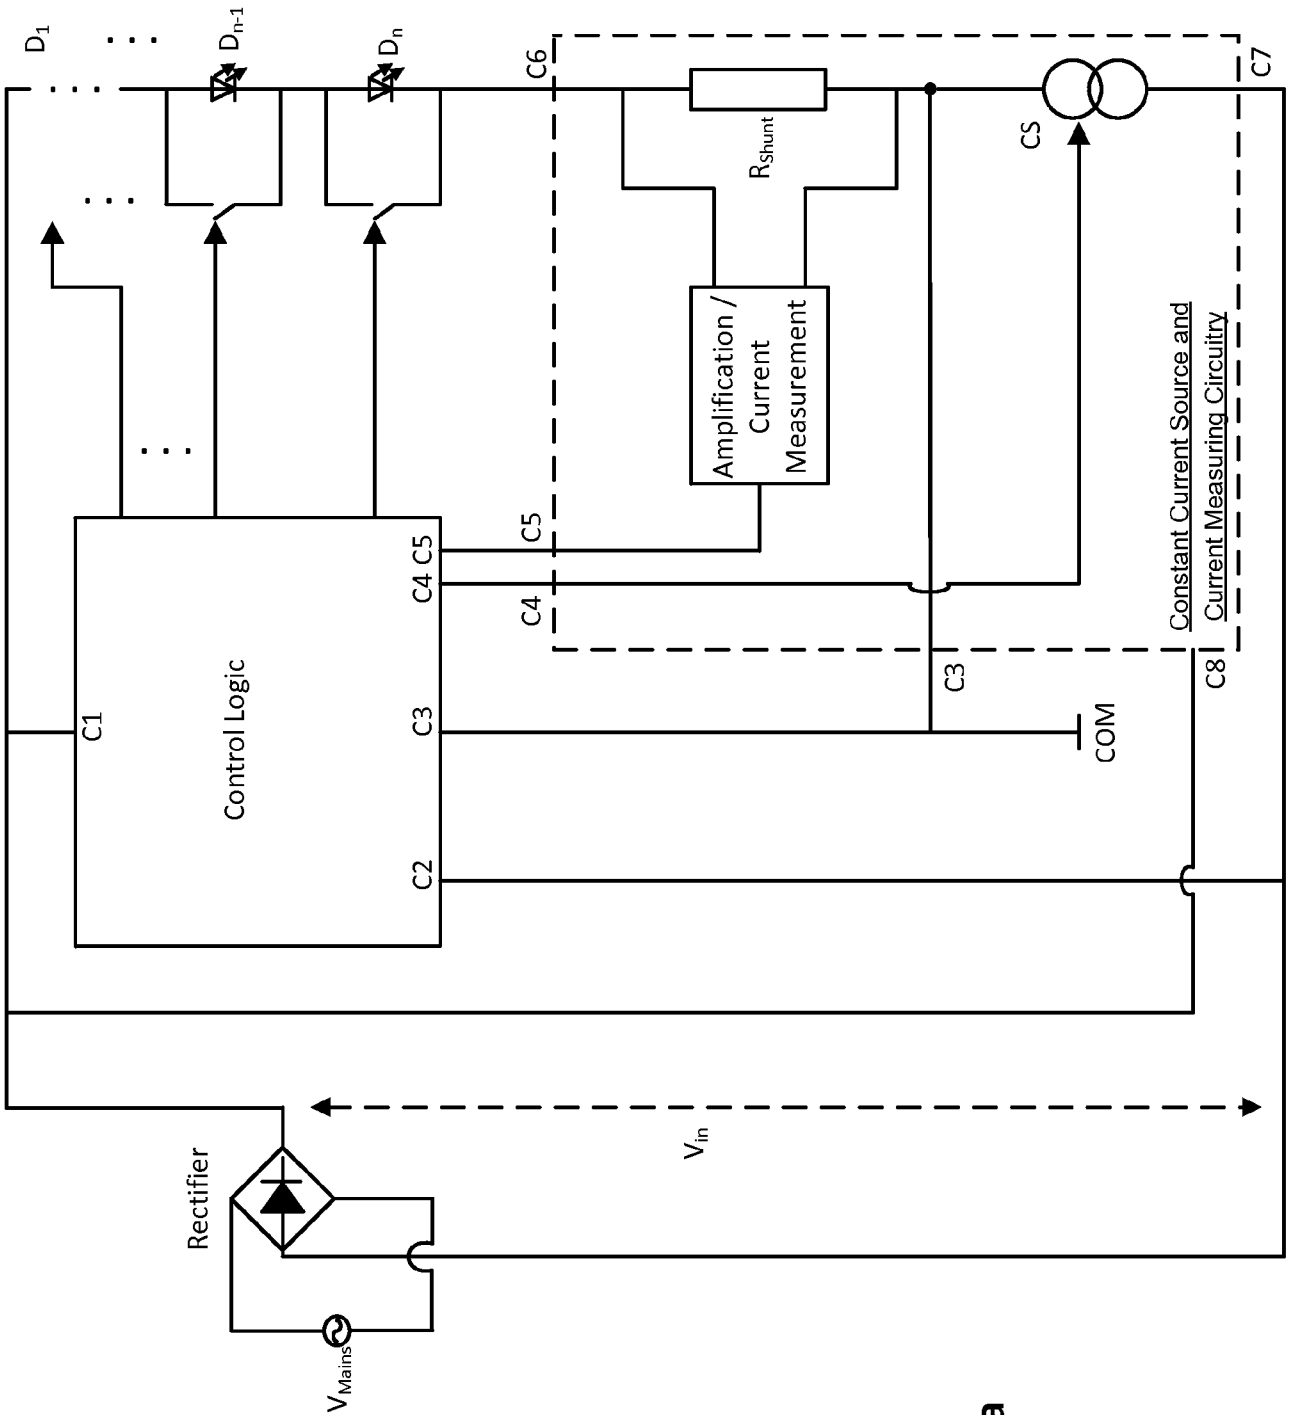 D1
. . .
Dn-1
Dn
. . . .
. . .
. . .
C6
C7
RShunt
CS
Amplification /
Current
Measurement
Constant Current Source and
Current Measuring Circuitry
C5
C4
C3
C8
C5
C4
C3
C2
C1
Control Logic
COM
Vin
Rectifier
VMains
a